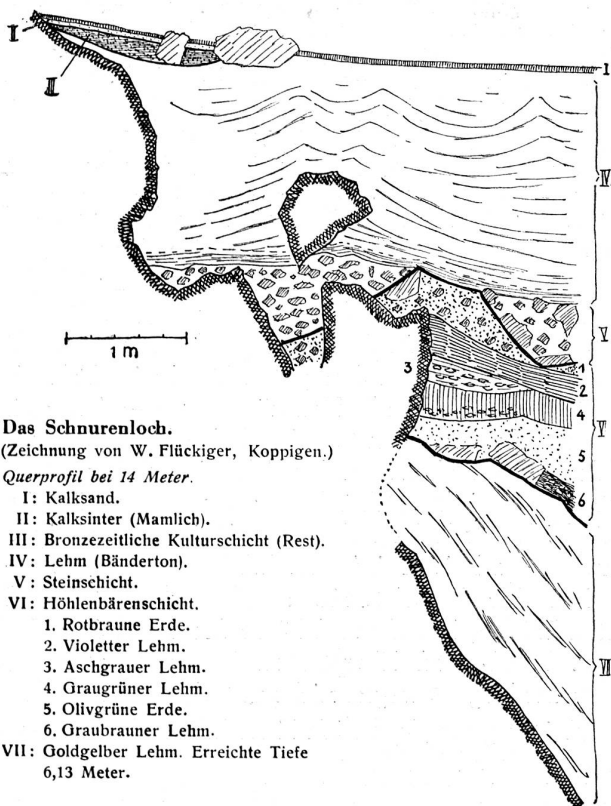 I
II
I
IV
1 m
V
1
3
2
4
V
5
6
VII
Das Schnurenloch.
(Zeichnung von W. Flückiger, Koppigen.)
Querprofil bei 14 Meter.
I: Kalksand.
II: Kalksinter (Mamlich).
III: Bronzezeitliche Kulturschicht (Rest).
IV: Lehm (Bänderton).
V: Steinschicht.
VI: Höhlenbärenschicht.
1. Rotbraune Erde.
2. Violetter Lehm.
3. Aschgrauer Lehm.
4. Graugrüner Lehm.
5. Olivgrüne Erde.
6. Graubrauner Lehm.
VII: Goldgelber Lehm. Erreichte Tiefe
6,13 Meter.